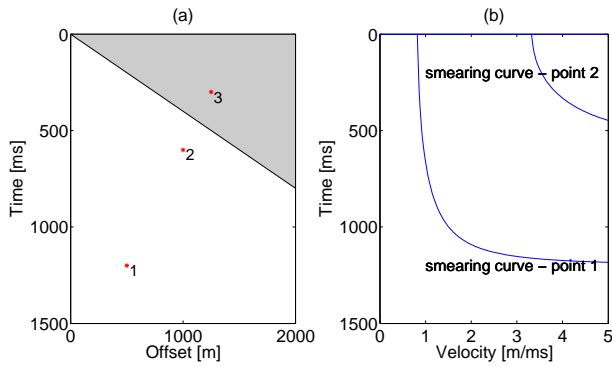 (a)
0
500
1000
1500
Time [ms]
0
1000
2000
Offset [m]
1
2
3
(b)
0
500
1000
1500
Time [ms]
0
1
2
3
4
5
Velocity [m/ms]
smearing curve – point 2
smearing curve – point 1